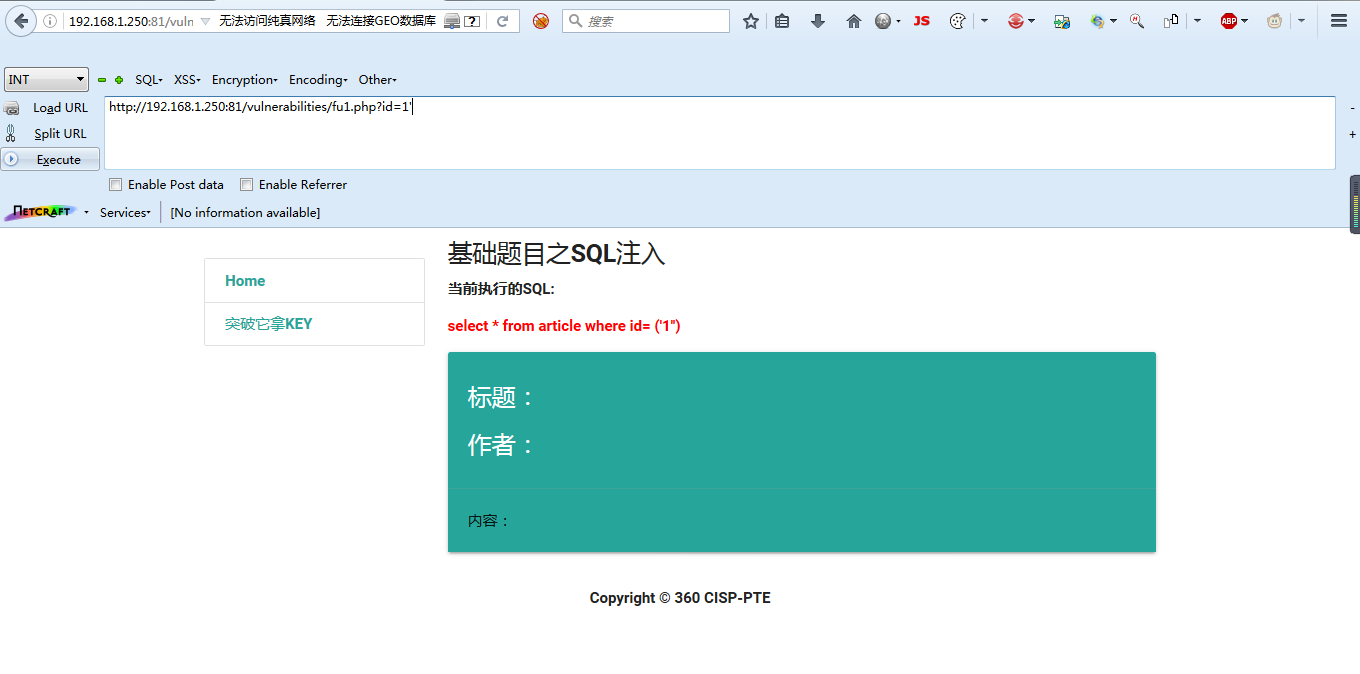 192.168.1.250:81/vuln 无法访问纯真网络 无法连接GEO数据库 ? 搜索 JS ABP
INT SQL XSS Encryption Encoding Other
Load URL http://192.168.1.250:81/vulnerabilities/fu1.php?id=1'
Split URL
Execute
Enable Post data Enable Referrer
NETCRAFT Services [No information available]
基础题目之SQL注入
Home
当前执行的SQL:
突破它拿KEY
select * from article where id= ('1'')
标题：
作者：
内容：
Copyright © 360 CISP-PTE